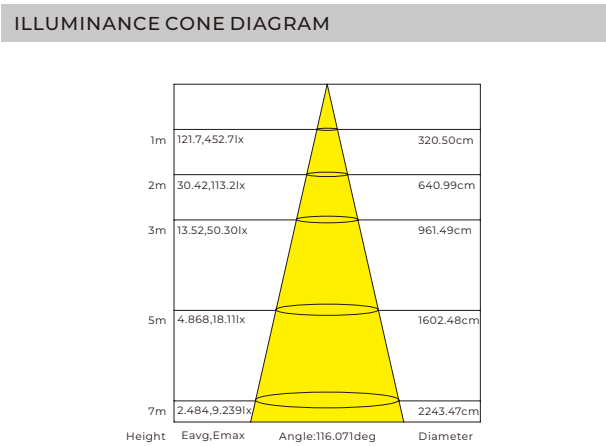 ILLUMINANCE CONE DIAGRAM
1m 121.7,452.7lx 320.50cm
2m 30.42,113.2lx 640.99cm
3m 13.52,50.30lx 961.49cm
5m 4.868,18.11lx 1602.48cm
7m 2.484,9.239lx 2243.47cm
Height Eavg,Emax Angle:116.071deg Diameter